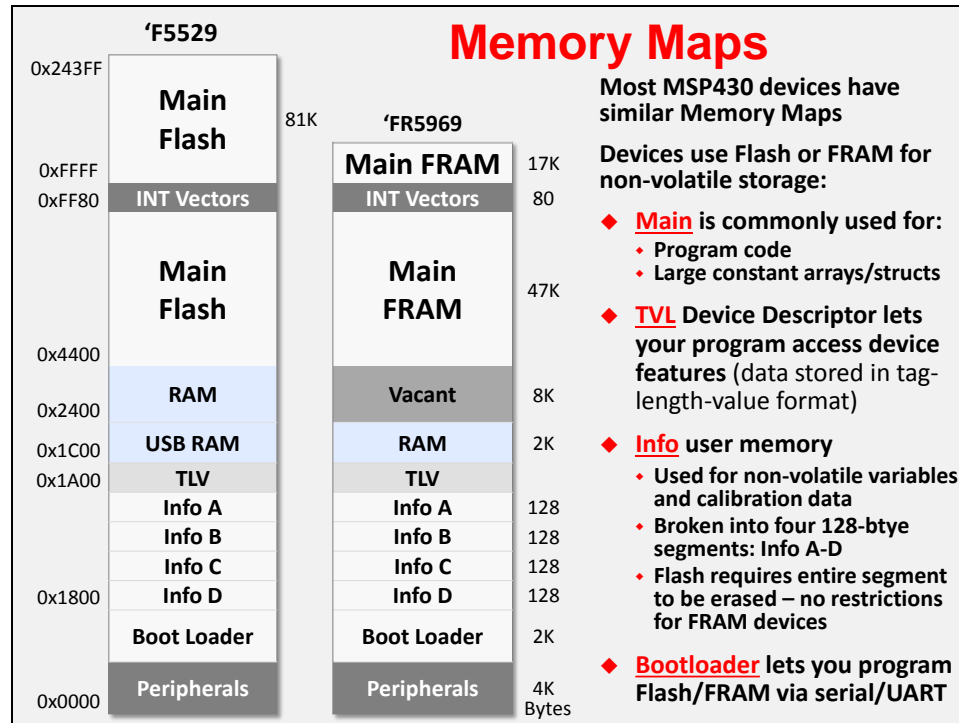 Memory Maps
'F5529
0x243FF
Main
Flash
81K
0xFFFF
0xFF80
INT Vectors
Main
Flash
0x4400
RAM
0x2400
USB RAM
0x1C00
TLV
0x1A00
Info A
Info B
Info C
Info D
0x1800
Boot Loader
Peripherals
0x0000
'FR5969
Main FRAM
17K
INT Vectors
80
Main
FRAM
47K
Vacant
8K
RAM
2K
TLV
Info A
128
Info B
128
Info C
128
Info D
128
Boot Loader
2K
Peripherals
4K
Bytes
Most MSP430 devices have
similar Memory Maps
Devices use Flash or FRAM for
non-volatile storage:
Main is commonly used for:
Program code
Large constant arrays/structs
TVL Device Descriptor lets
your program access device
features (data stored in tag-
length-value format)
Info user memory
Used for non-volatile variables
and calibration data
Broken into four 128-btye
segments: Info A-D
Flash requires entire segment
to be erased – no restrictions
for FRAM devices
Bootloader lets you program
Flash/FRAM via serial/UART